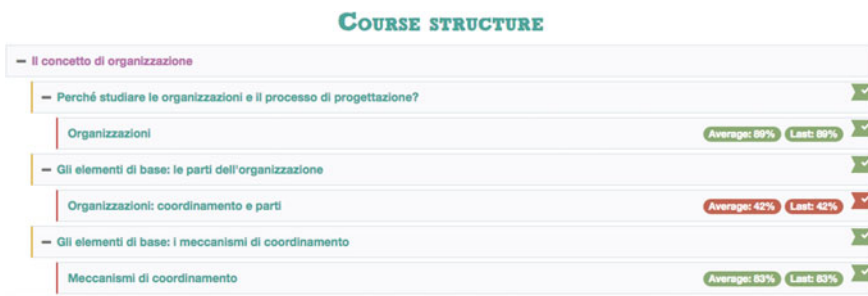 COURSE STRUCTURE
Il concetto di organizzazione
Perché studiare le organizzazioni e il processo di progettazione?
Organizzazioni Average: 89% Last: 89%
Gli elementi di base: le parti dell'organizzazione
Organizzazioni: coordinamento e parti Average: 42% Last: 42%
Gli elementi di base: i meccanismi di coordinamento
Meccanismi di coordinamento Average: 83% Last: 83%